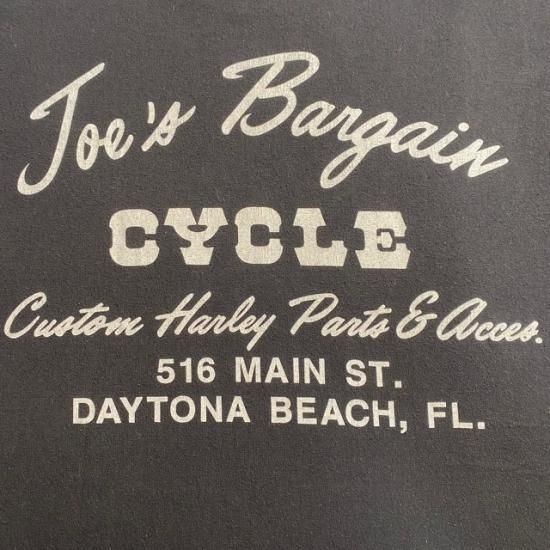 Joe's Bargain
CYCLE
Custom Harley Parts & Acces.
516 MAIN ST.
DAYTONA BEACH, FL.